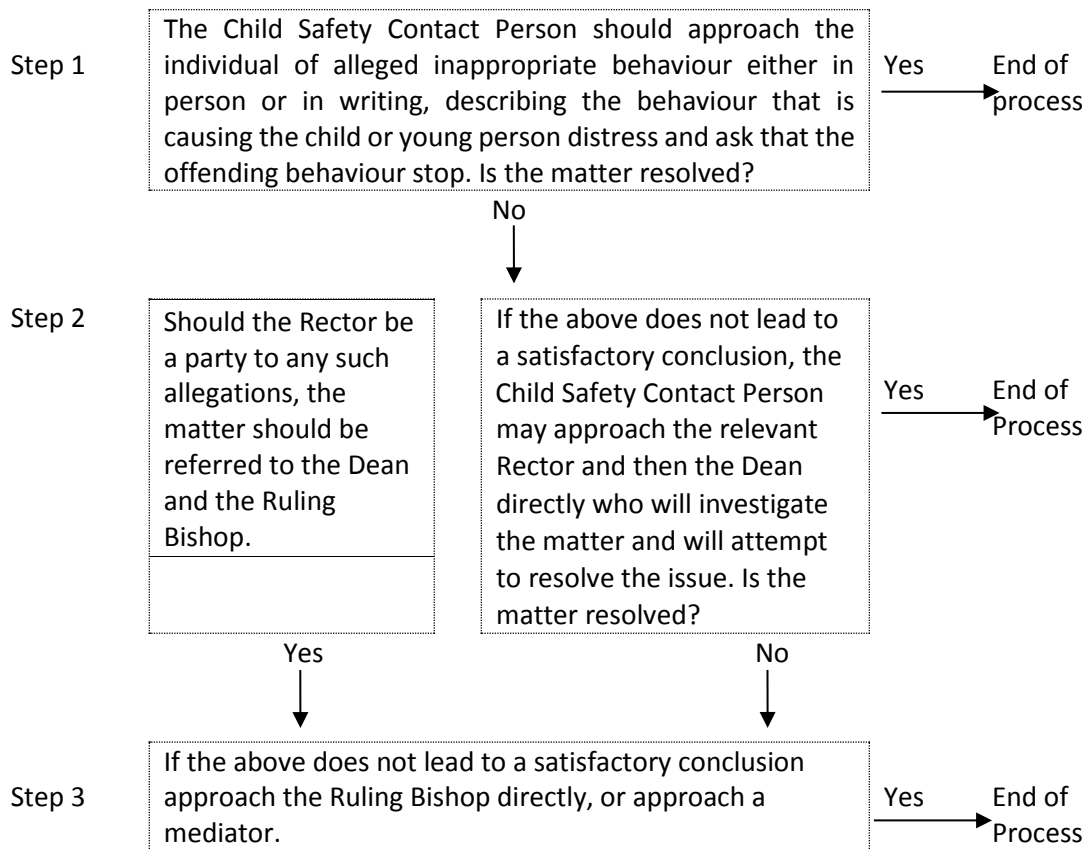 Step 1
The Child Safety Contact Person should approach the
individual of alleged inappropriate behaviour either in
person or in writing, describing the behaviour that is
causing the child or young person distress and ask that the
offending behaviour stop. Is the matter resolved?
Yes
End of
process
No
Step 2
Should the Rector be
a party to any such
allegations, the
matter should be
referred to the Dean
and the Ruling
Bishop.
If the above does not lead to
a satisfactory conclusion, the
Child Safety Contact Person
may approach the relevant
Rector and then the Dean
directly who will investigate
the matter and will attempt
to resolve the issue. Is the
matter resolved?
Yes
End of
Process
Yes
No
Step 3
If the above does not lead to a satisfactory conclusion
approach the Ruling Bishop directly, or approach a
mediator.
Yes
End of
Process